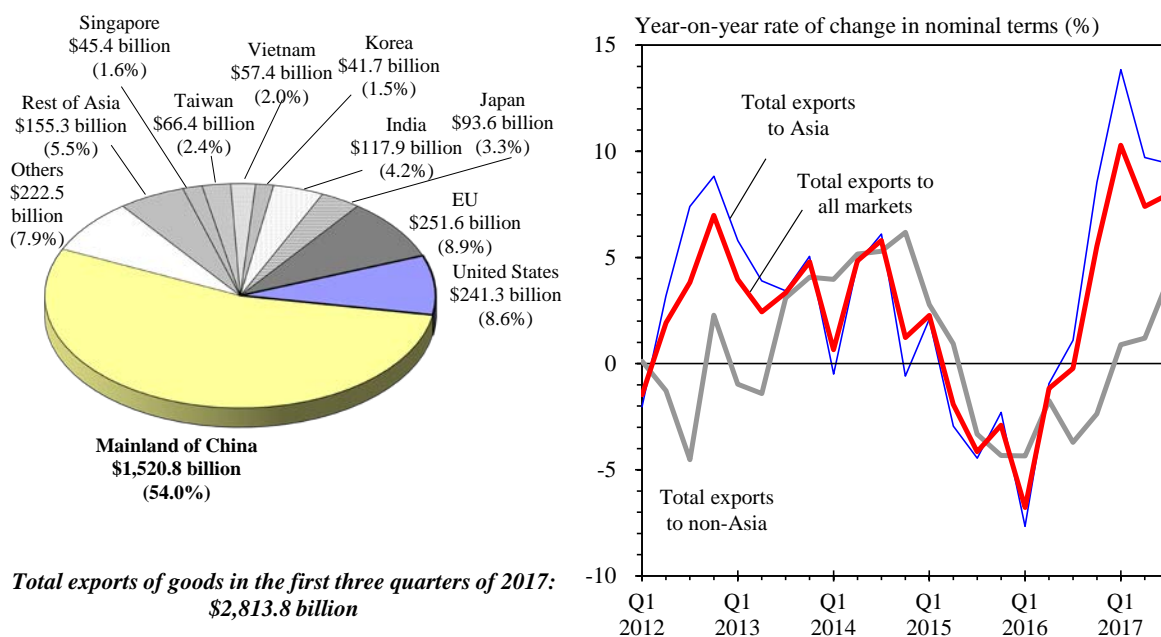 Singapore
$45.4 billion
(1.6%)
Vietnam
$57.4 billion
(2.0%)
Korea
$41.7 billion
(1.5%)
Rest of Asia
$155.3 billion
(5.5%)
Taiwan
$66.4 billion
(2.4%)
India
$117.9 billion
(4.2%)
Japan
$93.6 billion
(3.3%)
Others
$222.5
billion
(7.9%)
EU
$251.6 billion
(8.9%)
United States
$241.3 billion
(8.6%)
Mainland of China
$1,520.8 billion
(54.0%)
Total exports of goods in the first three quarters of 2017:
$2,813.8 billion
Year-on-year rate of change in nominal terms (%)
15
10
5
0
-5
-10
Total exports
to Asia
Total exports to
all markets
Total exports
to non-Asia
Q1 Q1 Q1 Q1 Q1 Q1
2012 2013 2014 2015 2016 2017